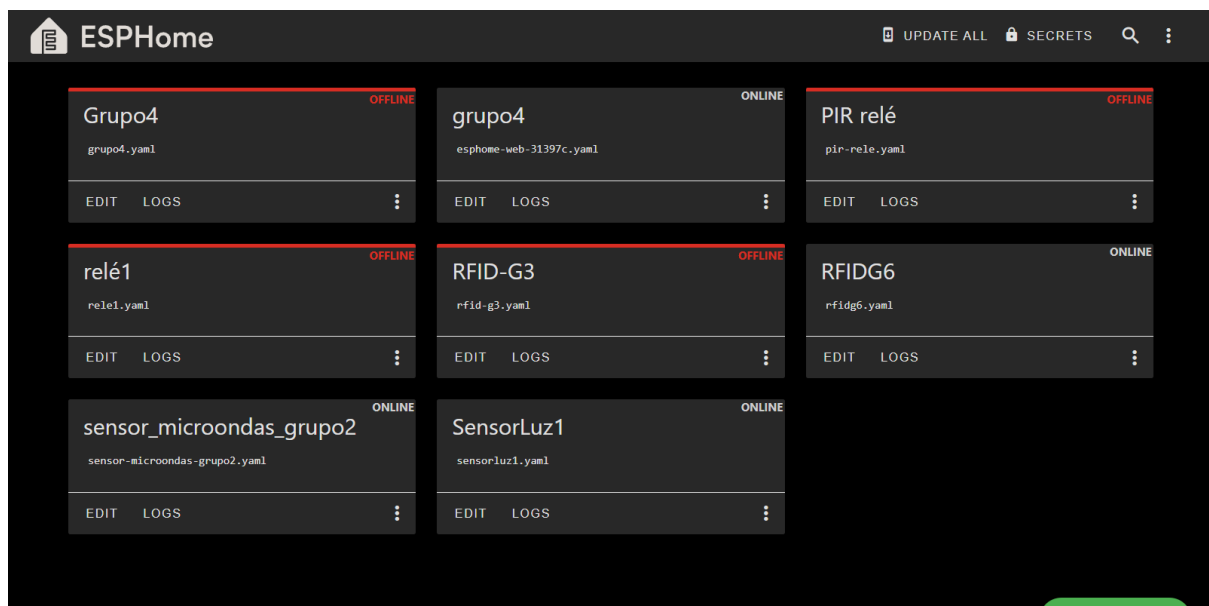 ESPHome
UPDATE ALL SECRETS
OFFLINE
Grupo4
grupo4.yaml
EDIT LOGS
ONLINE
grupo4
esphome-web-31397c.yaml
EDIT LOGS
OFFLINE
PIR relé
pir-rele.yaml
EDIT LOGS
OFFLINE
relé1
rele1.yaml
EDIT LOGS
OFFLINE
RFID-G3
rfid-g3.yaml
EDIT LOGS
ONLINE
RFIDG6
rfidg6.yaml
EDIT LOGS
ONLINE
sensor_microondas_grupo2
sensor-microondas-grupo2.yaml
EDIT LOGS
ONLINE
SensorLuz1
sensorluz1.yaml
EDIT LOGS